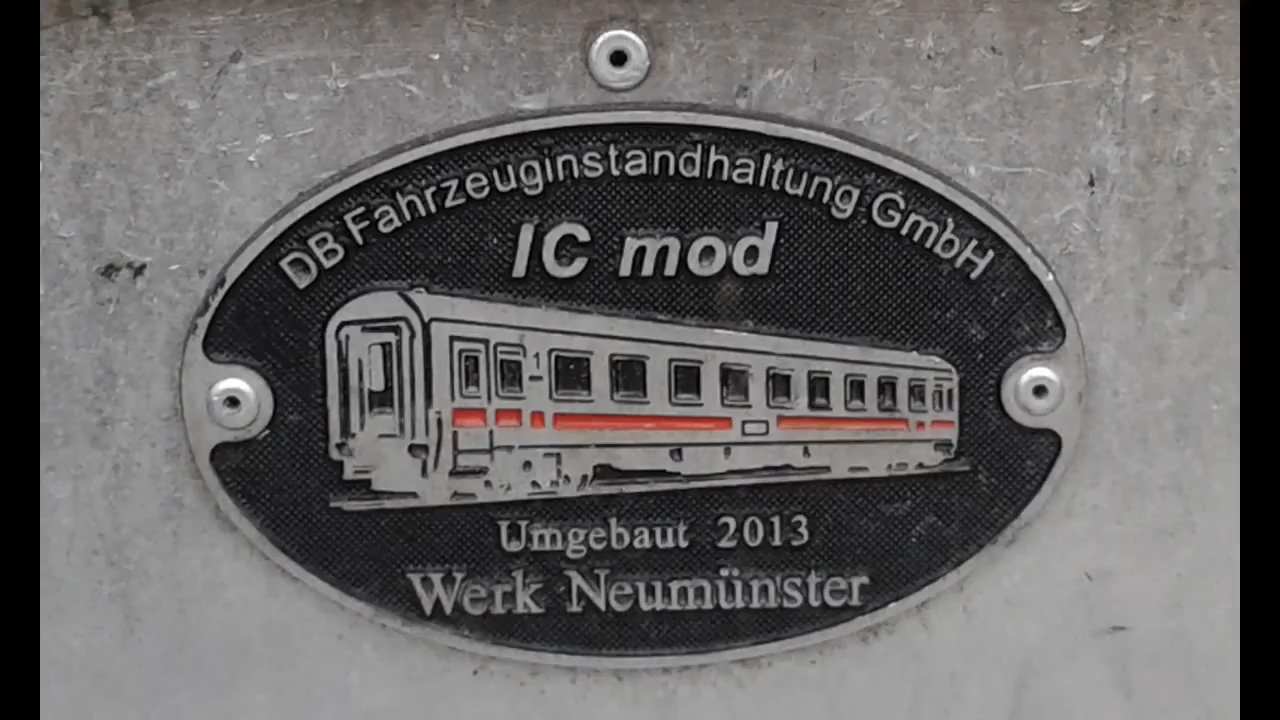 DB Fahrzeuginstandhaltung GmbH
IC mod
1
Umgebaut 2013
Werk Neumünster